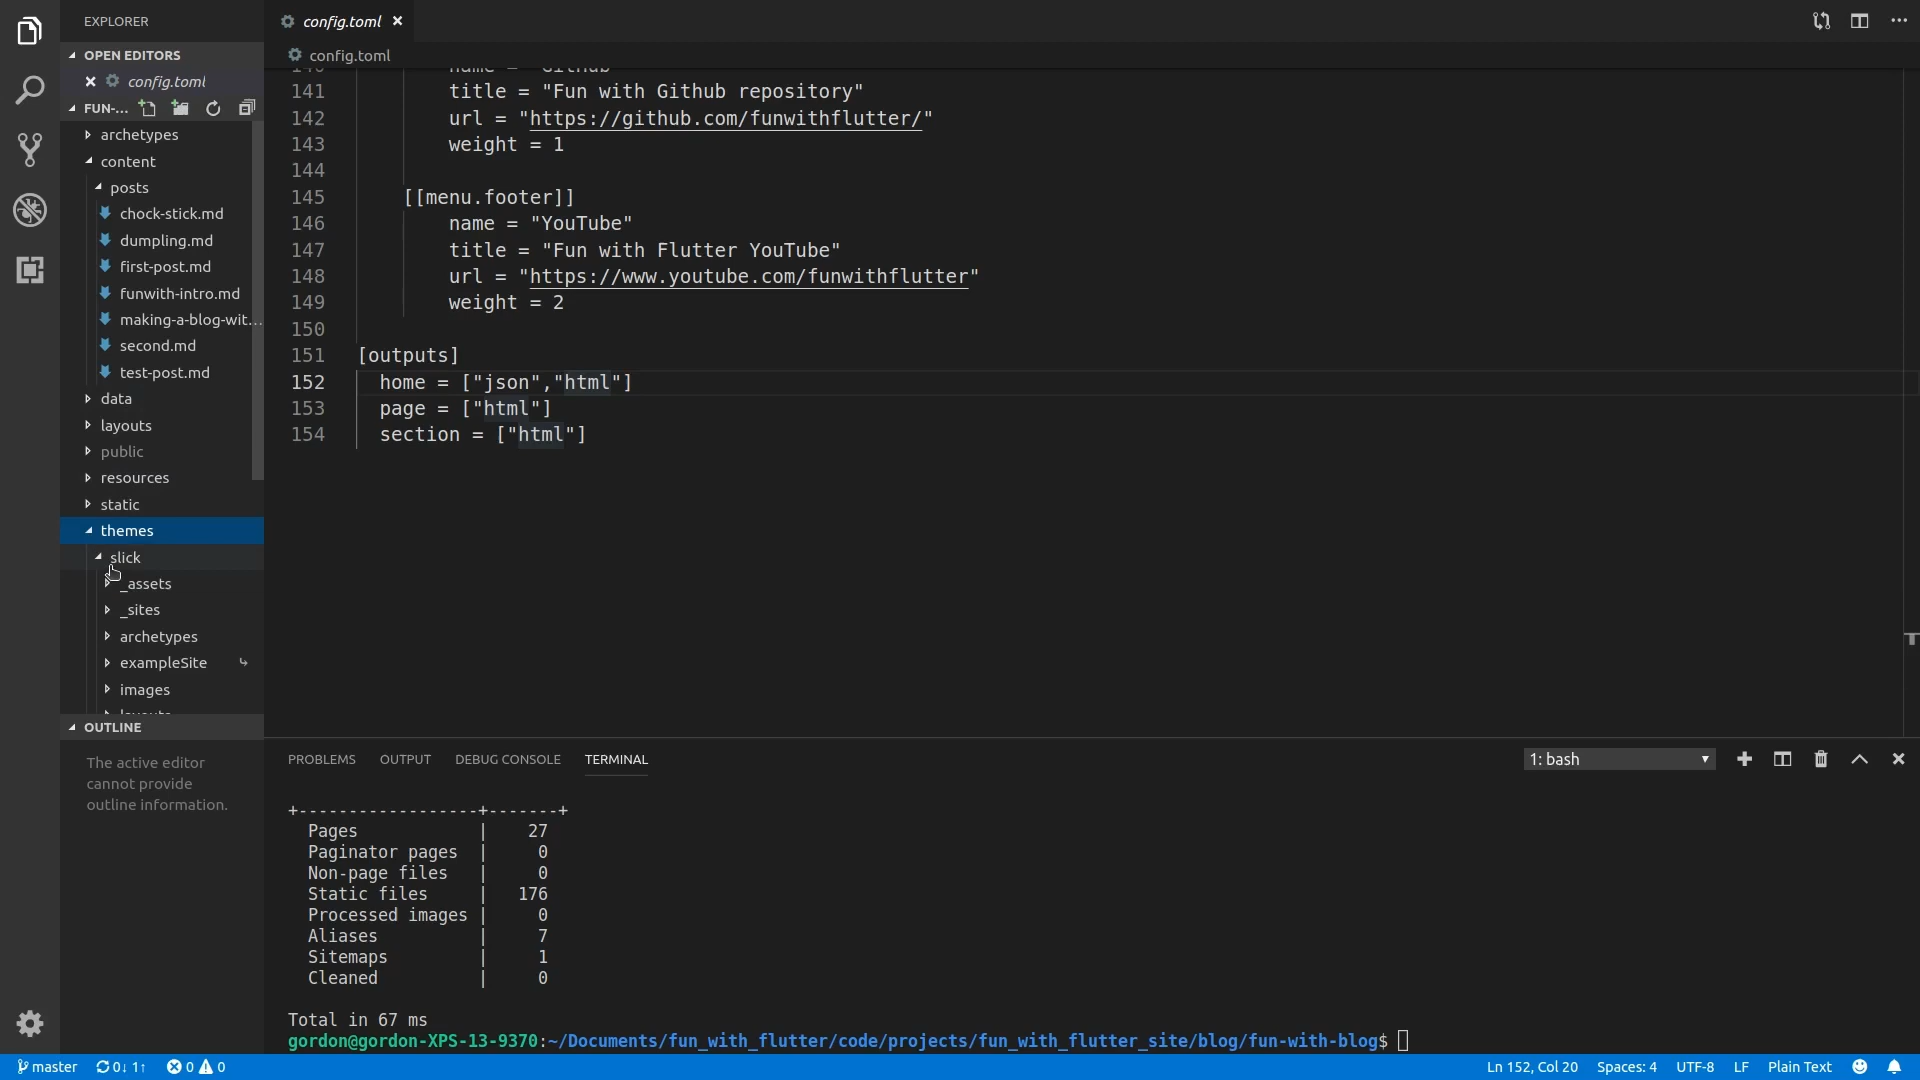 EXPLORER
OPEN EDITORS
config.toml
FUN-...
archetypes
content
posts
chock-stick.md
dumpling.md
first-post.md
funwith-intro.md
making-a-blog-wit...
second.md
test-post.md
data
layouts
public
resources
static
themes
slick
_assets
_sites
archetypes
exampleSite
images
OUTLINE
The active editor
cannot provide
outline information.
config.toml
config.toml
141 title = "Fun with Github repository"
142 url = "https://github.com/funwithflutter/"
143 weight = 1
144
145 [[menu.footer]]
146 name = "YouTube"
147 title = "Fun with Flutter YouTube"
148 url = "https://www.youtube.com/funwithflutter"
149 weight = 2
150
151 [outputs]
152 home = ["json","html"]
153 page = ["html"]
154 section = ["html"]
PROBLEMS OUTPUT DEBUG CONSOLE TERMINAL 1: bash
+------------------+-------+
Pages | 27
Paginator pages | 0
Non-page files | 0
Static files | 176
Processed images | 0
Aliases | 7
Sitemaps | 1
Cleaned | 0
Total in 67 ms
gordon@gordon-XPS-13-9370:~/Documents/fun_with_flutter/code/projects/fun_with_flutter_site/blog/fun-with-blog$
master 0↓ 1↑ 0 0 Ln 152, Col 20 Spaces: 4 UTF-8 LF Plain Text